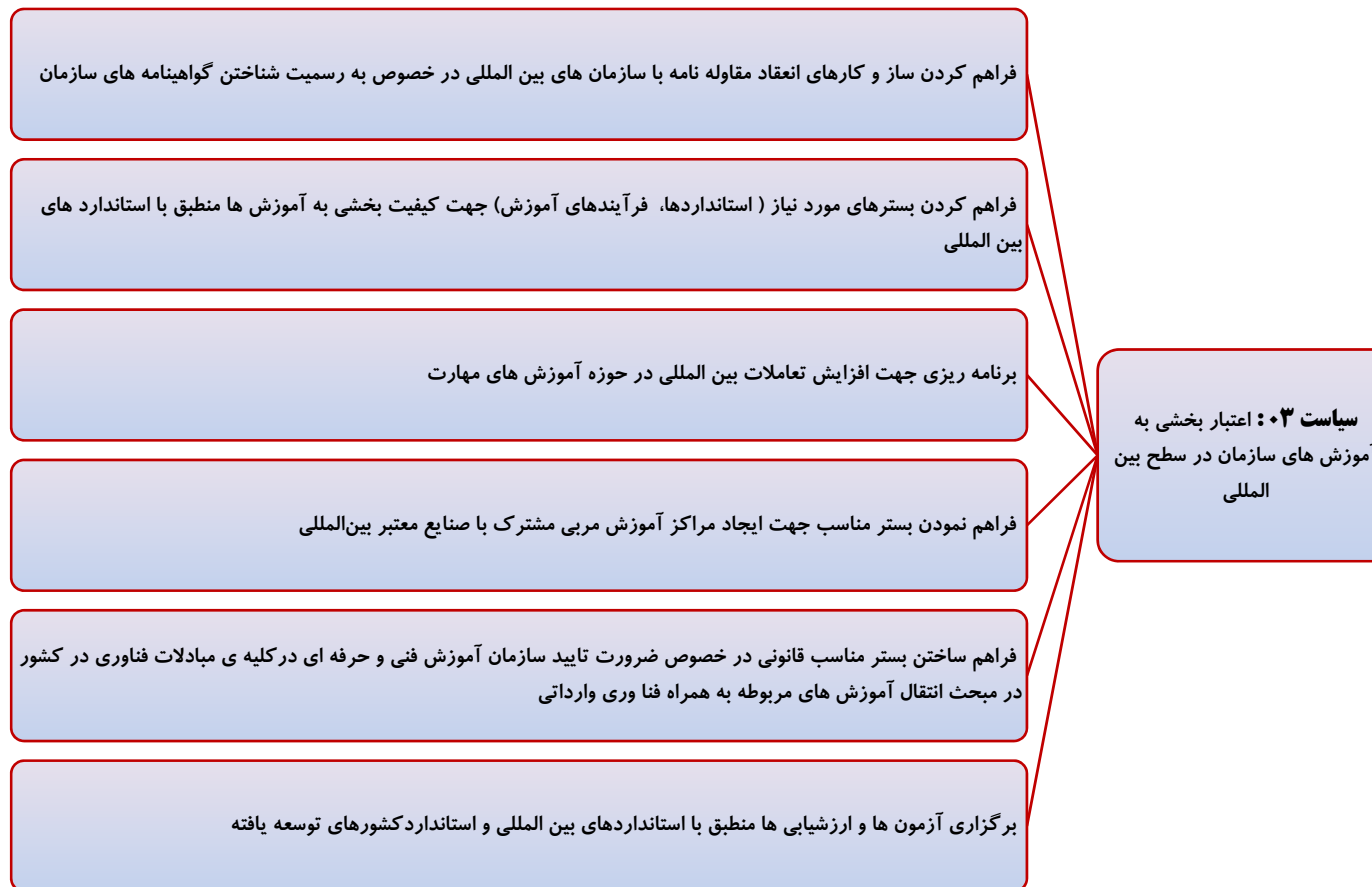 سیاست ۰۳: اعتبار بخشی به
آموزش های سازمان در سطح بین
المللی
فراهم کردن ساز و کارهای انعقاد مقاوله نامه با سازمان های بین المللی در خصوص به رسمیت شناختن گواهینامه های سازمان
فراهم کردن بسترهای مورد نیاز ( استانداردها، فرآیندهای آموزش) جهت کیفیت بخشی به آموزش ها منطبق با استاندارد های
بین المللی
برنامه ریزی جهت افزایش تعاملات بین المللی در حوزه آموزش های مهارت
فراهم نمودن بستر مناسب جهت ایجاد مراکز آموزش مربی مشترک با صنایع معتبر بین‌المللی
فراهم ساختن بستر مناسب قانونی در خصوص ضرورت تایید سازمان آموزش فنی و حرفه ای درکلیه ی مبادلات فناوری در کشور
در مبحث انتقال آموزش های مربوطه به همراه فنا وری وارداتی
برگزاری آزمون ها و ارزشیابی ها منطبق با استانداردهای بین المللی و استانداردکشورهای توسعه یافته